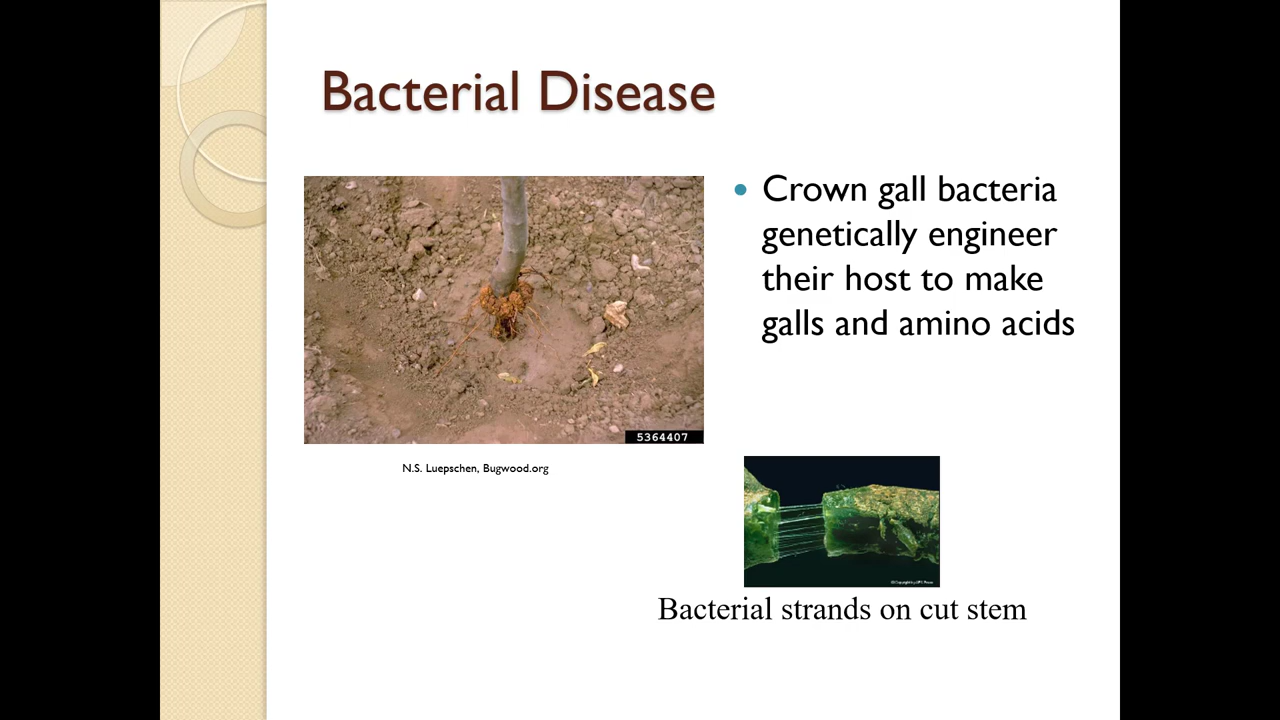 Bacterial Disease
Crown gall bacteria
genetically engineer
their host to make
galls and amino acids
5364407
N.S. Luepschen, Bugwood.org
Bacterial strands on cut stem